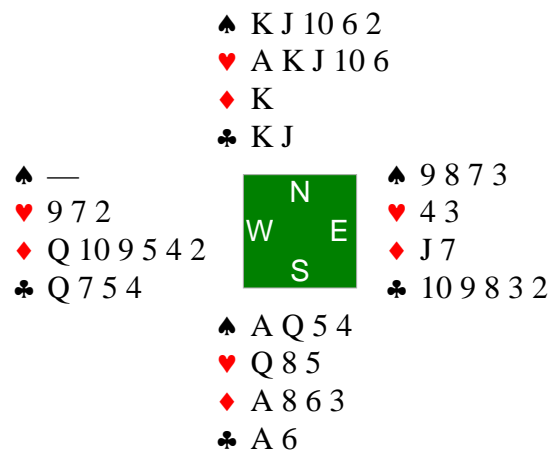 ♠ K J 10 6 2
♥ A K J 10 6
♦ K
♣ K J
♠ —
♥ 9 7 2
♦ Q 10 9 5 4 2
♣ Q 7 5 4
N
W E
S
♠ 9 8 7 3
♥ 4 3
♦ J 7
♣ 10 9 8 3 2
♠ A Q 5 4
♥ Q 8 5
♦ A 8 6 3
♣ A 6